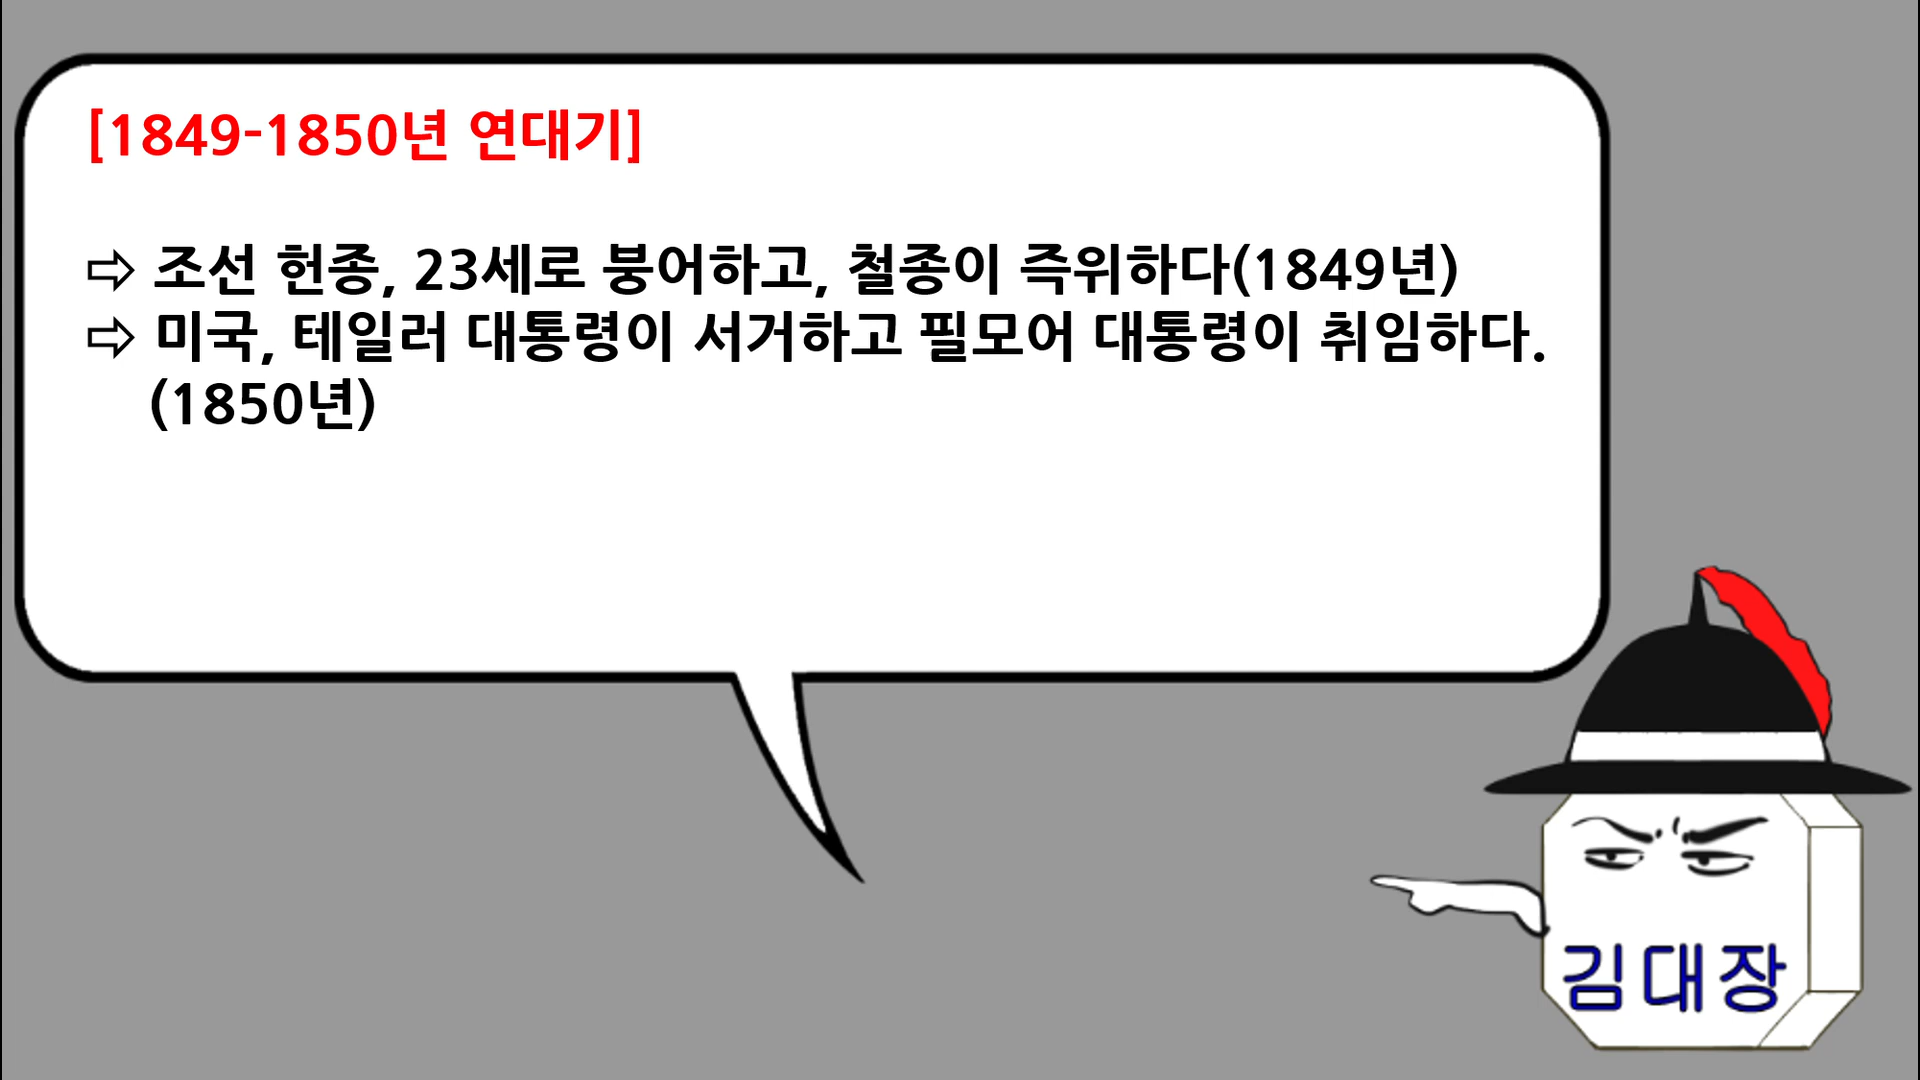 [1849-1850년 연대기]
⇨ 조선 헌종, 23세로 붕어하고, 철종이 즉위하다(1849년)
⇨ 미국, 테일러 대통령이 서거하고 필모어 대통령이 취임하다.
(1850년)
김대장